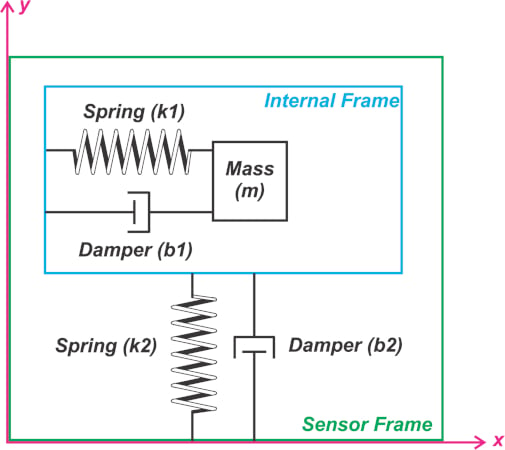 y
Internal Frame
Spring (k1)
Mass
(m)
Damper (b1)
Spring (k2)
Damper (b2)
Sensor Frame
x